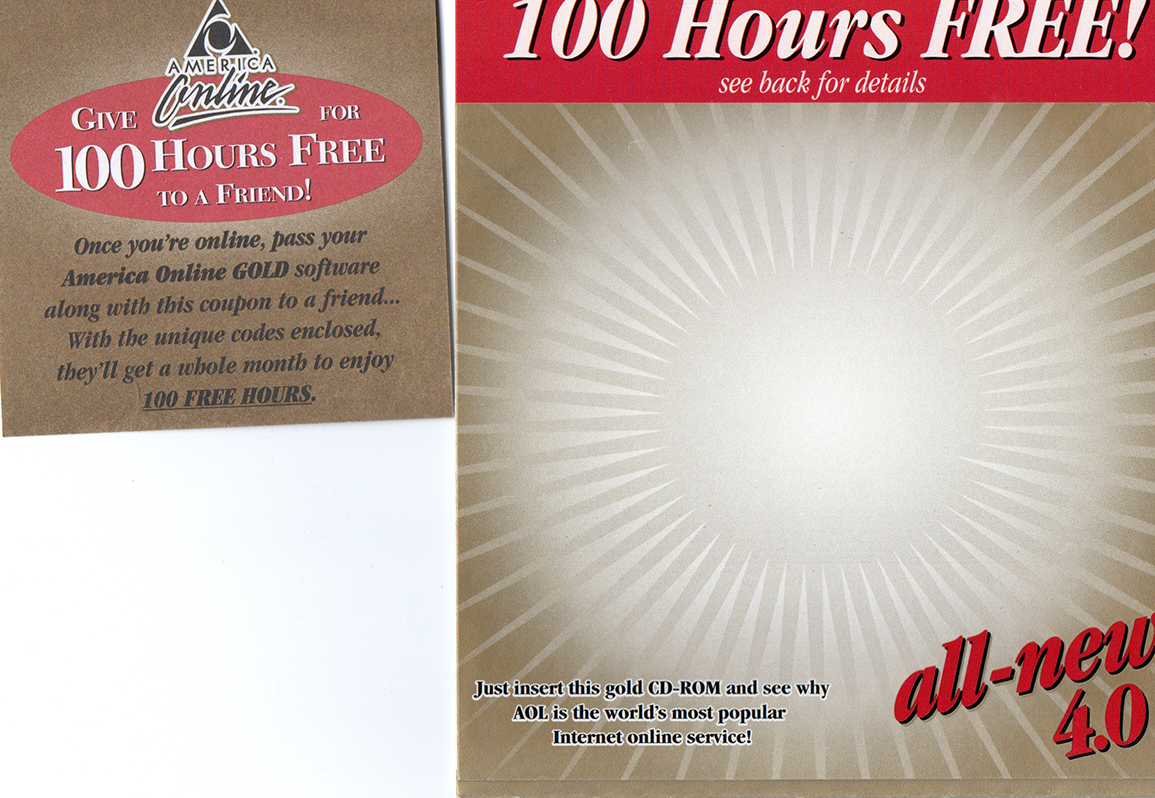 AMERICA
Online.
GIVE FOR
100 HOURS FREE
TO A FRIEND!
Once you're online, pass your
America Online GOLD software
along with this coupon to a friend...
With the unique codes enclosed,
they'll get a whole month to enjoy
100 FREE HOURS.
100 Hours FREE!
see back for details
Just insert this gold CD-ROM and see why
AOL is the world's most popular
Internet online service!
all-new
4.0